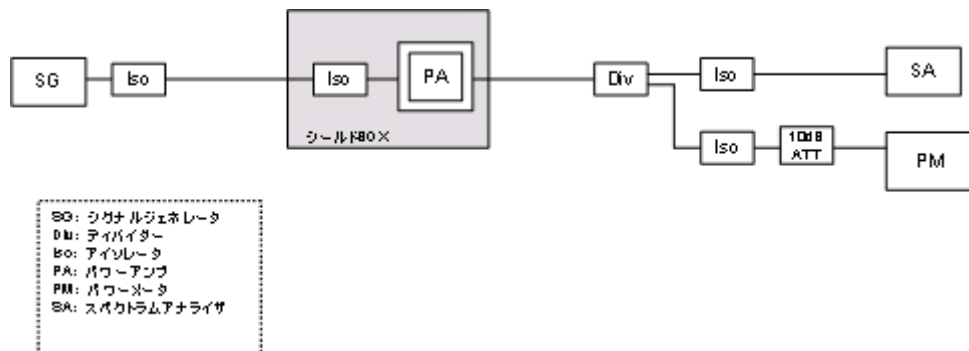 SG
Iso
Iso
PA
シールドBOX
Div
Iso
SA
Iso
10dB
ATT
PM
SG: シグナルジェネレータ
Div: ディバイダー
Iso: アイソレータ
PA: パワーアンプ
PM: パワーメータ
SA: スペクトラムアナライザ